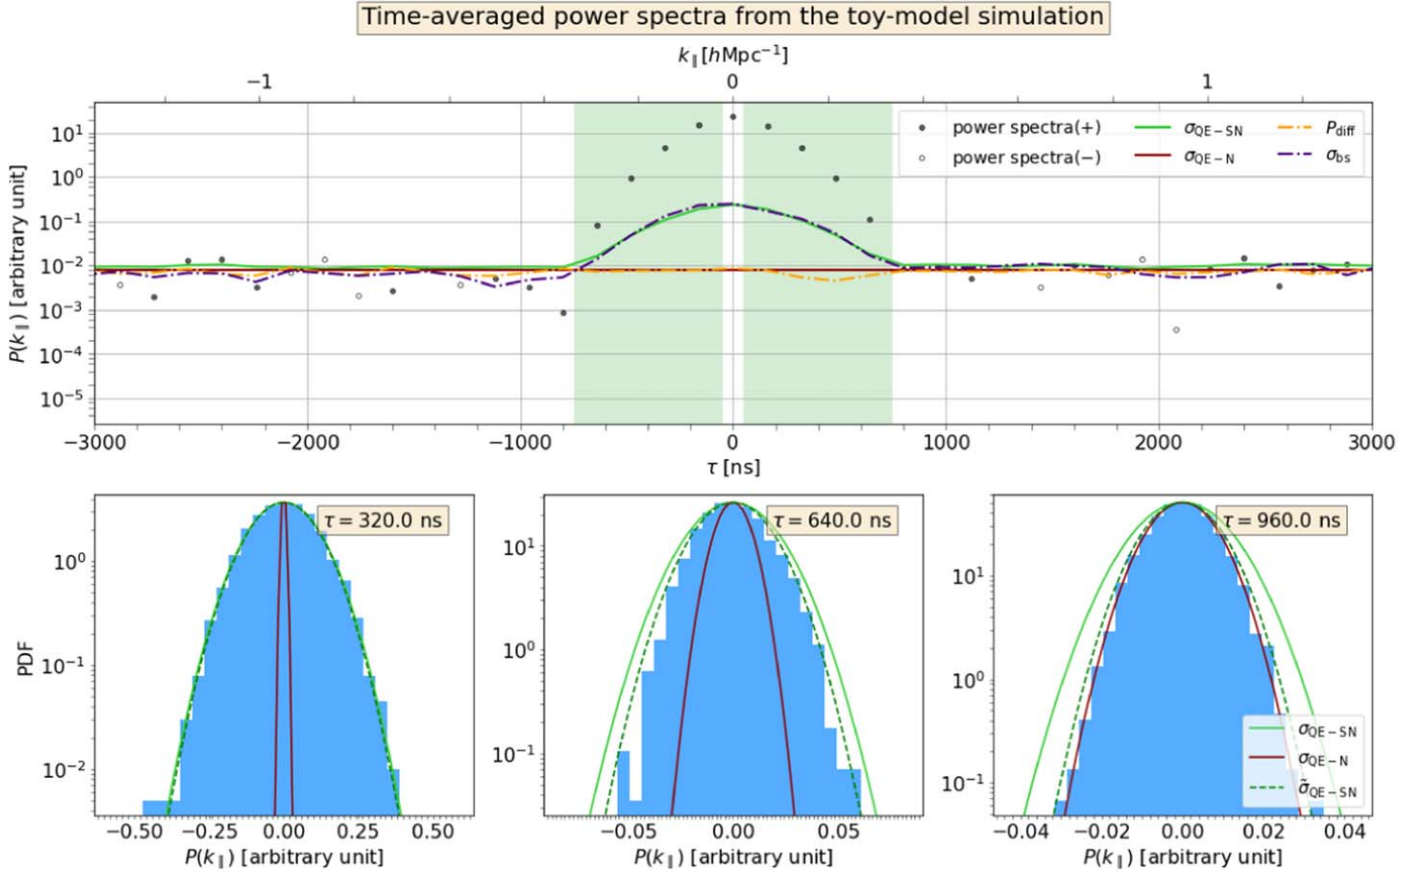 Time-averaged power spectra from the toy-model simulation
k∥[hMpc⁻¹]
−1 0 1
P(k∥) [arbitrary unit]
10¹
10⁰
10⁻¹
10⁻²
10⁻³
10⁻⁴
10⁻⁵
power spectra(+) σQE−SN Pdiff
power spectra(−) σQE−N σbs
−3000 −2000 −1000 0 1000 2000 3000
τ [ns]
PDF
τ = 320.0 ns
10⁰
10⁻¹
10⁻²
−0.50 −0.25 0.00 0.25 0.50
P(k∥) [arbitrary unit]
τ = 640.0 ns
10¹
10⁰
10⁻¹
−0.05 0.00 0.05
P(k∥) [arbitrary unit]
τ = 960.0 ns
10¹
10⁰
10⁻¹
σQE−SN
σQE−N
σ̃QE−SN
−0.04 −0.02 0.00 0.02 0.04
P(k∥) [arbitrary unit]